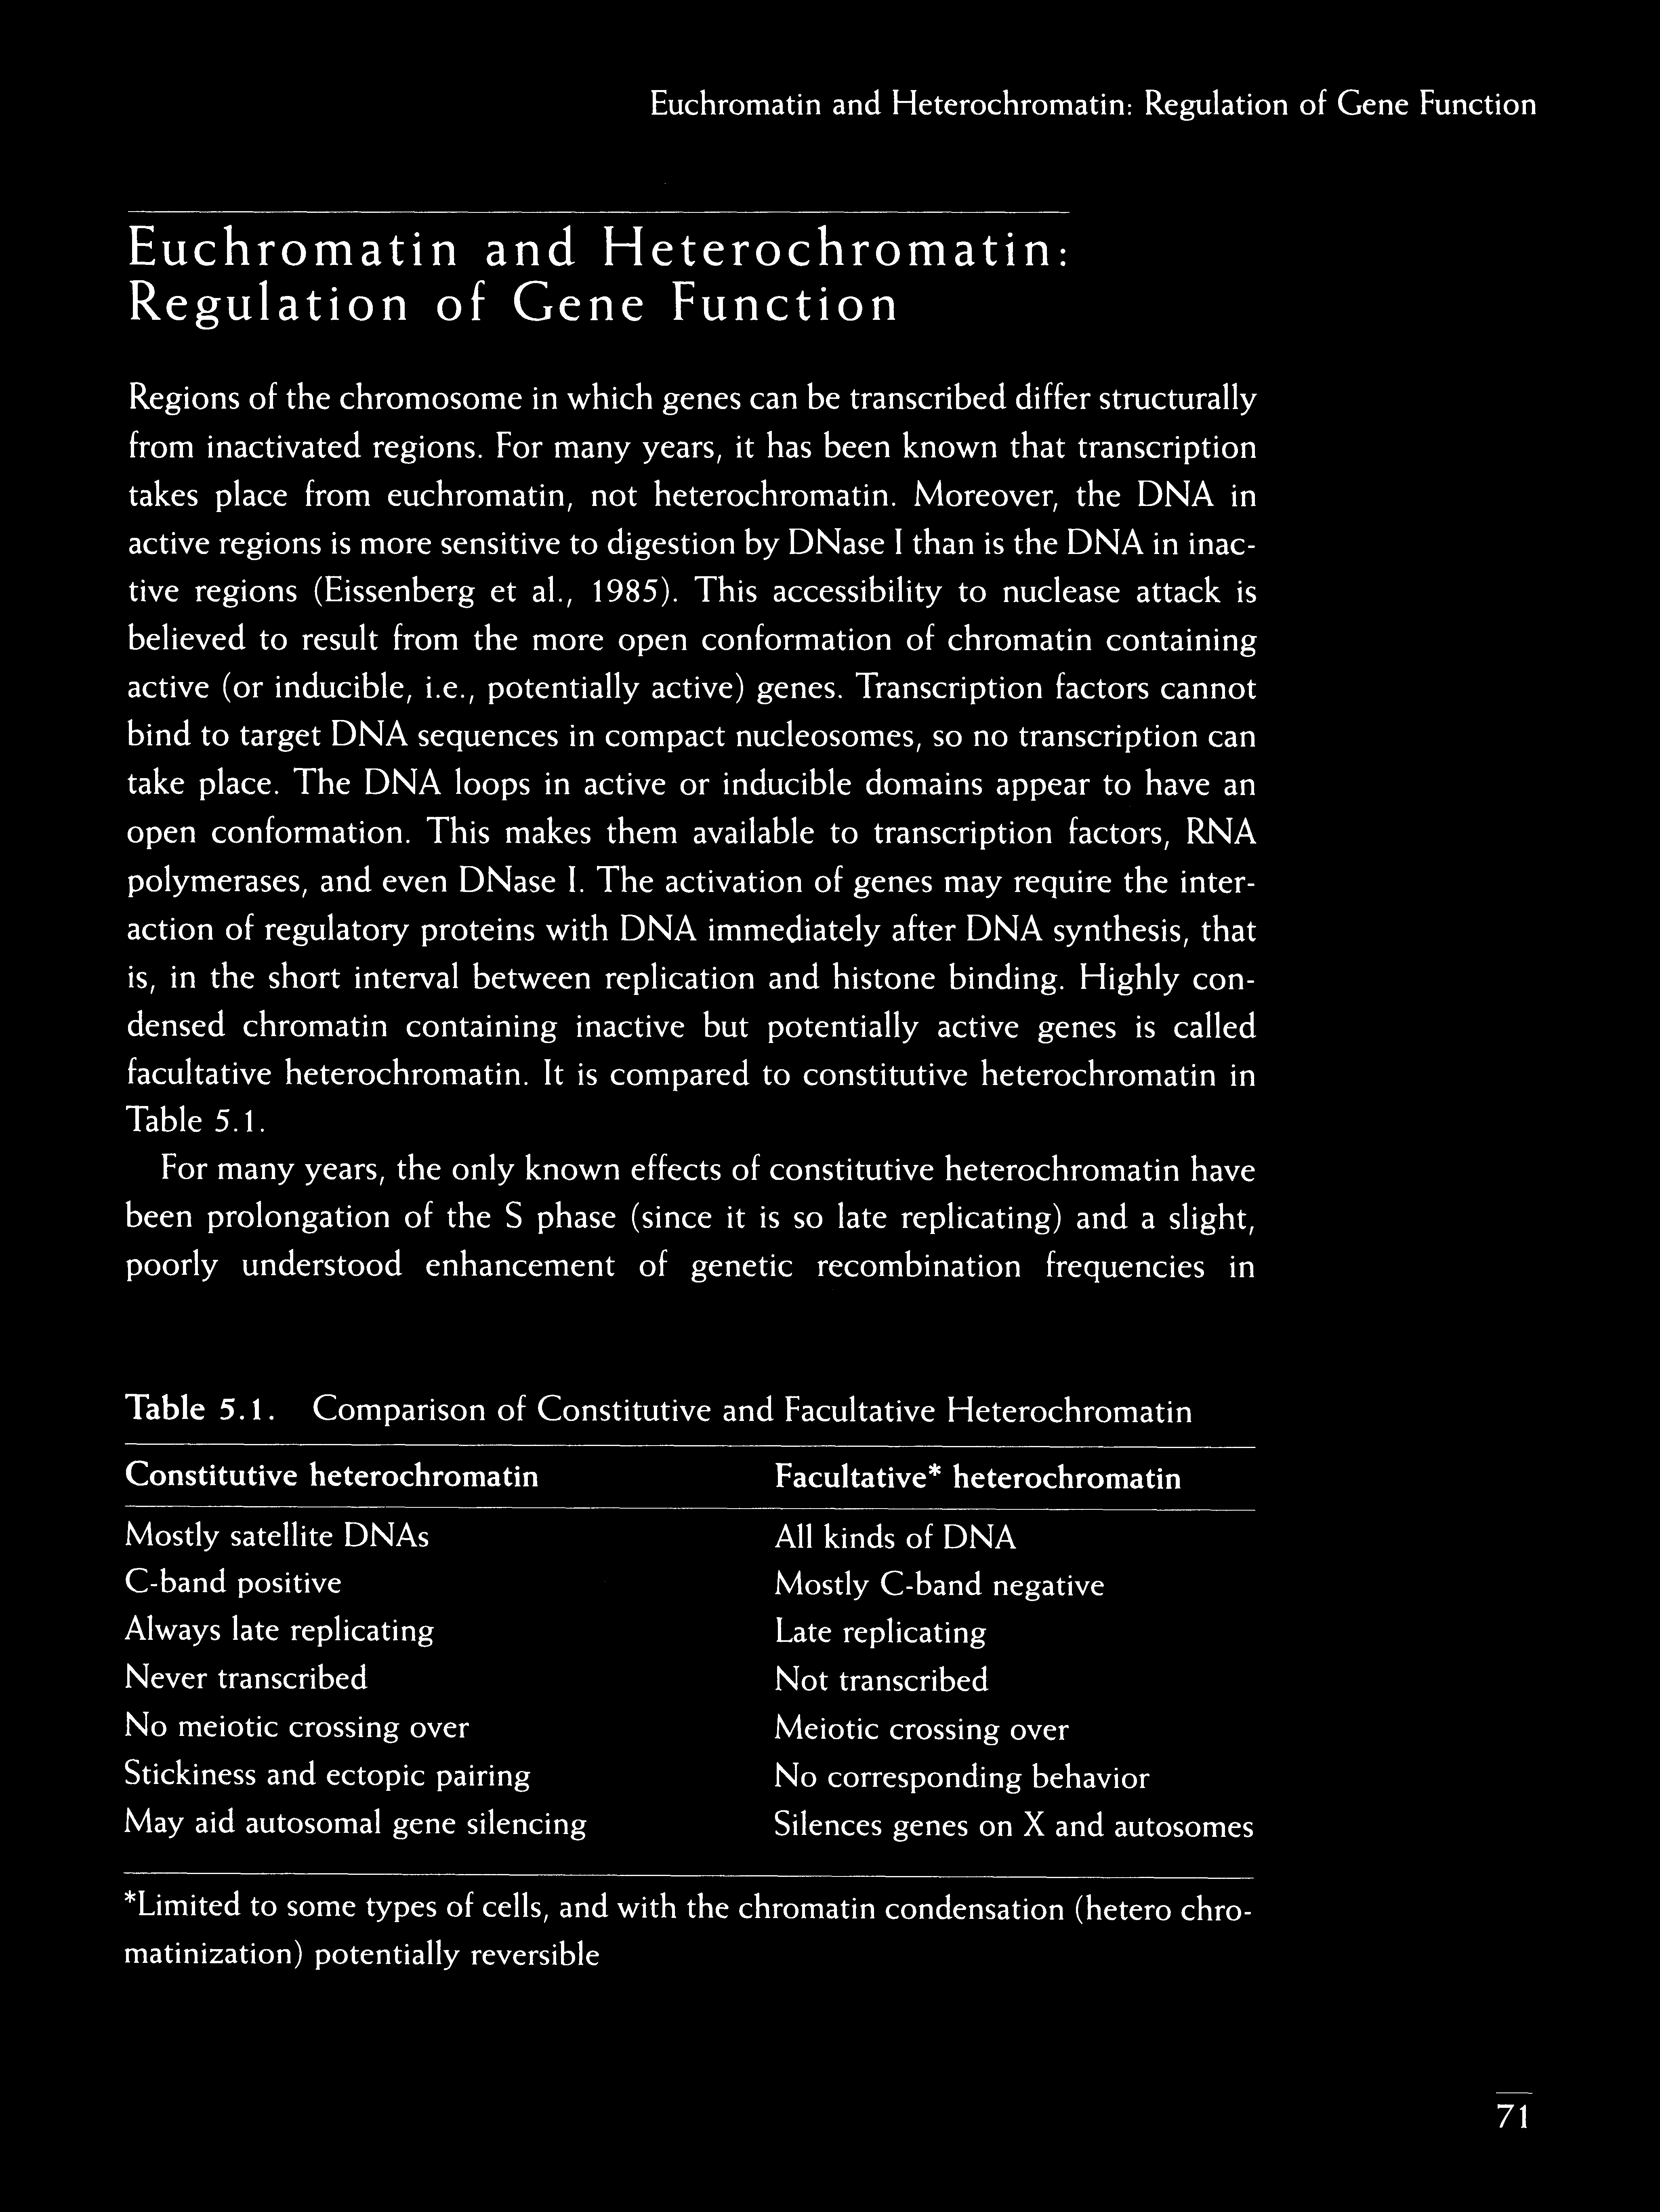 Euchromatin and Heterochromatin: Regulation of Gene Function
Euchromatin and Heterochromatin:
Regulation of Gene Function
Regions of the chromosome in which genes can be transcribed differ structurally
from inactivated regions. For many years, it has been known that transcription
takes place from euchromatin, not heterochromatin. Moreover, the DNA in
active regions is more sensitive to digestion by DNase I than is the DNA in inac-
tive regions (Eissenberg et al., 1985). This accessibility to nuclease attack is
believed to result from the more open conformation of chromatin containing
active (or inducible, i.e., potentially active) genes. Transcription factors cannot
bind to target DNA sequences in compact nucleosomes, so no transcription can
take place. The DNA loops in active or inducible domains appear to have an
open conformation. This makes them available to transcription factors, RNA
polymerases, and even DNase I. The activation of genes may require the inter-
action of regulatory proteins with DNA immediately after DNA synthesis, that
is, in the short interval between replication and histone binding. Highly con-
densed chromatin containing inactive but potentially active genes is called
facultative heterochromatin. It is compared to constitutive heterochromatin in
Table 5.1.
For many years, the only known effects of constitutive heterochromatin have
been prolongation of the S phase (since it is so late replicating) and a slight,
poorly understood enhancement of genetic recombination frequencies in
Table 5.1. Comparison of Constitutive and Facultative Heterochromatin
Constitutive heterochromatin Facultative* heterochromatin
Mostly satellite DNAs All kinds of DNA
C-band positive Mostly C-band negative
Always late replicating Late replicating
Never transcribed Not transcribed
No meiotic crossing over Meiotic crossing over
Stickiness and ectopic pairing No corresponding behavior
May aid autosomal gene silencing Silences genes on X and autosomes
*Limited to some types of cells, and with the chromatin condensation (hetero chro-
matinization) potentially reversible
71